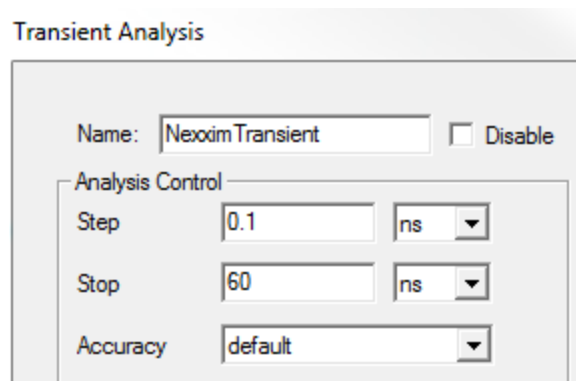 Transient Analysis
Name: NexximTransient Disable
Analysis Control
Step 0.1 ns
Stop 60 ns
Accuracy default